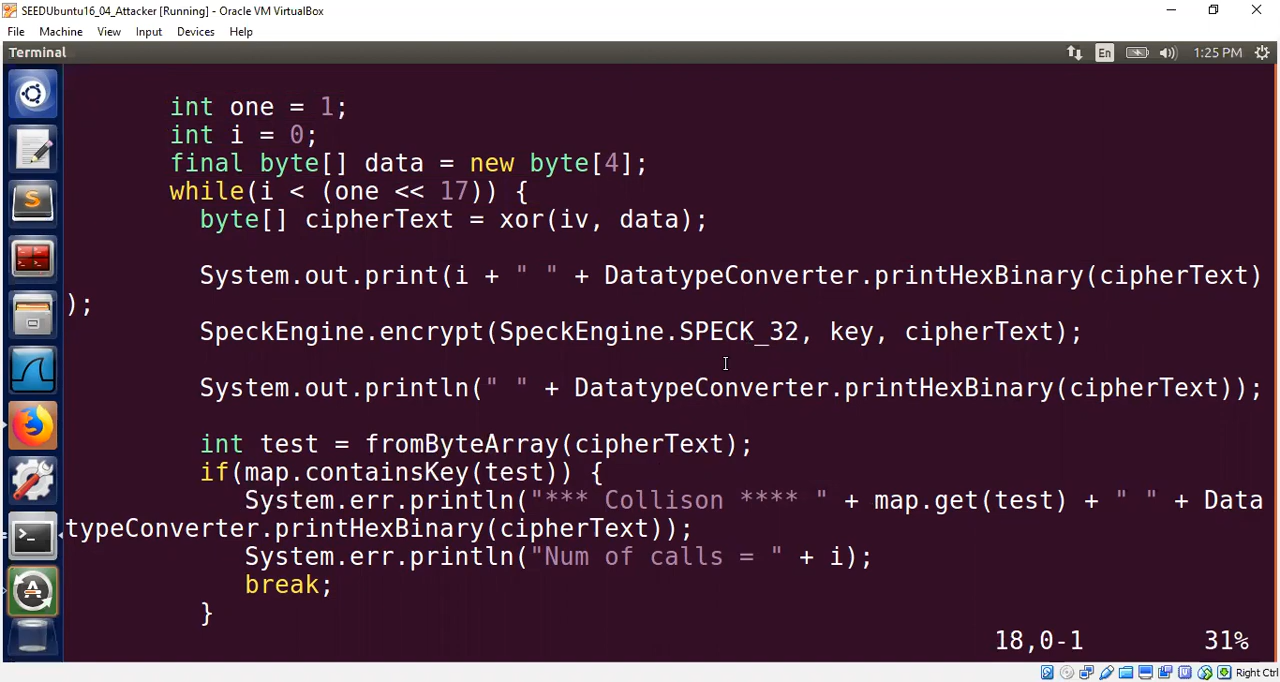 SEEDUbuntu16_04_Attacker [Running] - Oracle VM VirtualBox
File Machine View Input Devices Help
Terminal En 1:25 PM
int one = 1;
int i = 0;
final byte[] data = new byte[4];
while(i < (one << 17)) {
byte[] cipherText = xor(iv, data);
System.out.print(i + " " + DatatypeConverter.printHexBinary(cipherText)
);
SpeckEngine.encrypt(SpeckEngine.SPECK_32, key, cipherText);
System.out.println(" " + DatatypeConverter.printHexBinary(cipherText));
int test = fromByteArray(cipherText);
if(map.containsKey(test)) {
System.err.println("*** Collison **** " + map.get(test) + " " + Data
typeConverter.printHexBinary(cipherText));
System.err.println("Num of calls = " + i);
break;
}
18,0-1 31%
Right Ctrl